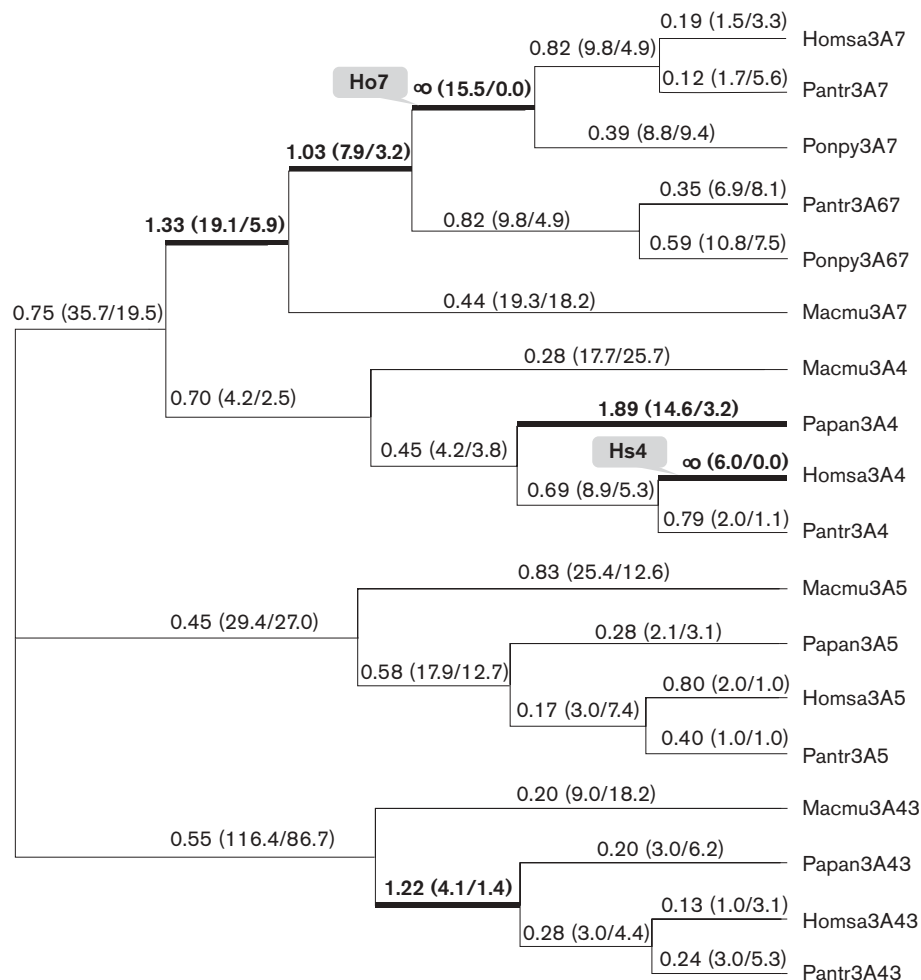 0.19 (1.5/3.3)
Homsa3A7
0.82 (9.8/4.9)
0.12 (1.7/5.6)
Pantr3A7
Ho7
∞ (15.5/0.0)
0.39 (8.8/9.4)
Ponpy3A7
1.03 (7.9/3.2)
0.35 (6.9/8.1)
Pantr3A67
0.82 (9.8/4.9)
0.59 (10.8/7.5)
Ponpy3A67
1.33 (19.1/5.9)
0.44 (19.3/18.2)
Macmu3A7
0.75 (35.7/19.5)
0.28 (17.7/25.7)
Macmu3A4
0.70 (4.2/2.5)
1.89 (14.6/3.2)
Papan3A4
0.45 (4.2/3.8)
Hs4
∞ (6.0/0.0)
Homsa3A4
0.69 (8.9/5.3)
0.79 (2.0/1.1)
Pantr3A4
0.83 (25.4/12.6)
Macmu3A5
0.45 (29.4/27.0)
0.28 (2.1/3.1)
Papan3A5
0.58 (17.9/12.7)
0.80 (2.0/1.0)
Homsa3A5
0.17 (3.0/7.4)
0.40 (1.0/1.0)
Pantr3A5
0.20 (9.0/18.2)
Macmu3A43
0.55 (116.4/86.7)
0.20 (3.0/6.2)
Papan3A43
1.22 (4.1/1.4)
0.13 (1.0/3.1)
Homsa3A43
0.28 (3.0/4.4)
0.24 (3.0/5.3)
Pantr3A43